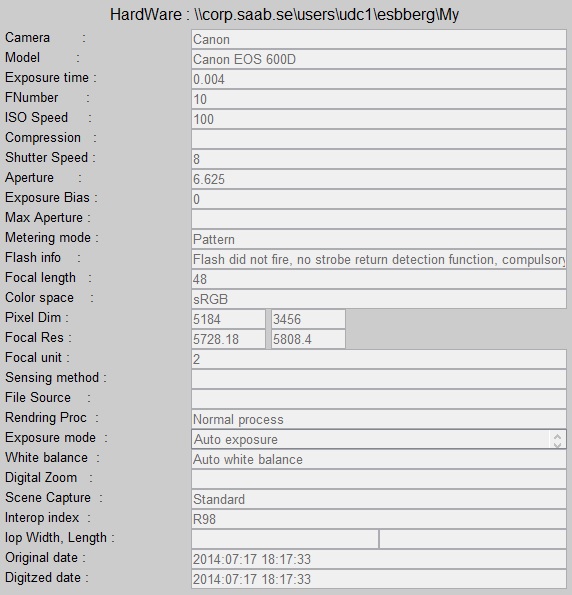 HardWare : \\corp.saab.se\users\udc1\esbberg\My
Camera : Canon
Model : Canon EOS 600D
Exposure time : 0.004
FNumber : 10
ISO Speed : 100
Compression :
Shutter Speed : 8
Aperture : 6.625
Exposure Bias : 0
Max Aperture :
Metering mode : Pattern
Flash info : Flash did not fire, no strobe return detection function, compulsory
Focal length : 48
Color space : sRGB
Pixel Dim : 5184 3456
Focal Res : 5728.18 5808.4
Focal unit : 2
Sensing method :
File Source :
Rendring Proc : Normal process
Exposure mode : Auto exposure
White balance : Auto white balance
Digital Zoom :
Scene Capture : Standard
Interop index : R98
Iop Width, Length :
Original date : 2014:07:17 18:17:33
Digitzed date : 2014:07:17 18:17:33